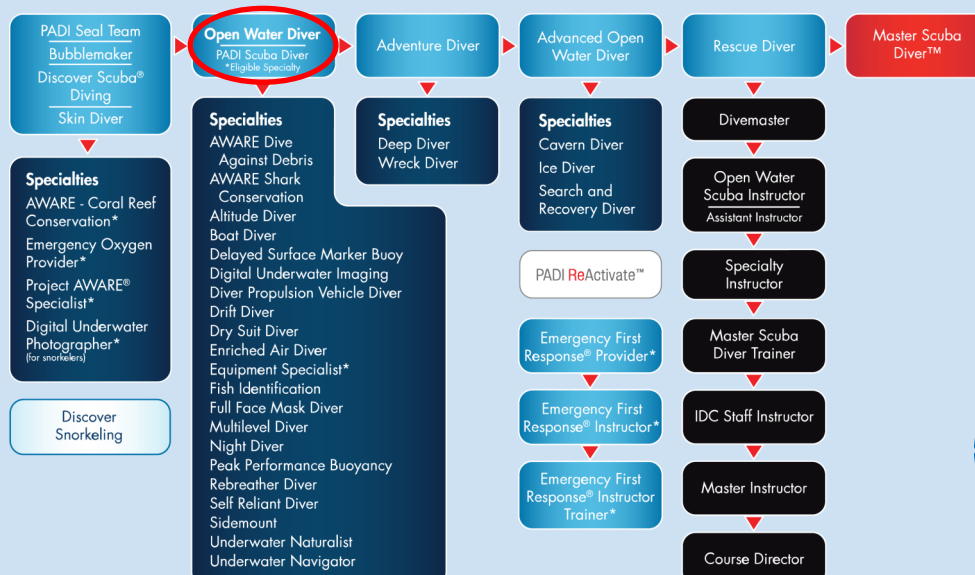 PADI Seal Team
Bubblemaker
Discover Scuba®
Diving
Skin Diver
Open Water Diver
PADI Scuba Diver
*Eligible Specialty
Adventure Diver
Advanced Open
Water Diver
Rescue Diver
Master Scuba
Diver™
Specialties
AWARE - Coral Reef
Conservation*
Emergency Oxygen
Provider*
Project AWARE®
Specialist*
Digital Underwater
Photographer*
(for snorkelers)
Discover
Snorkeling
Specialties
AWARE Dive
Against Debris
AWARE Shark
Conservation
Altitude Diver
Boat Diver
Delayed Surface Marker Buoy
Digital Underwater Imaging
Diver Propulsion Vehicle Diver
Drift Diver
Dry Suit Diver
Enriched Air Diver
Equipment Specialist*
Fish Identification
Full Face Mask Diver
Multilevel Diver
Night Diver
Peak Performance Buoyancy
Rebreather Diver
Self Reliant Diver
Sidemount
Underwater Naturalist
Underwater Navigator
Specialties
Deep Diver
Wreck Diver
Specialties
Cavern Diver
Ice Diver
Search and
Recovery Diver
PADI ReActivate™
Emergency First
Response® Provider*
Emergency First
Response® Instructor*
Emergency First
Response® Instructor
Trainer*
Divemaster
Open Water
Scuba Instructor
Assistant Instructor
Specialty
Instructor
Master Scuba
Diver Trainer
IDC Staff Instructor
Master Instructor
Course Director